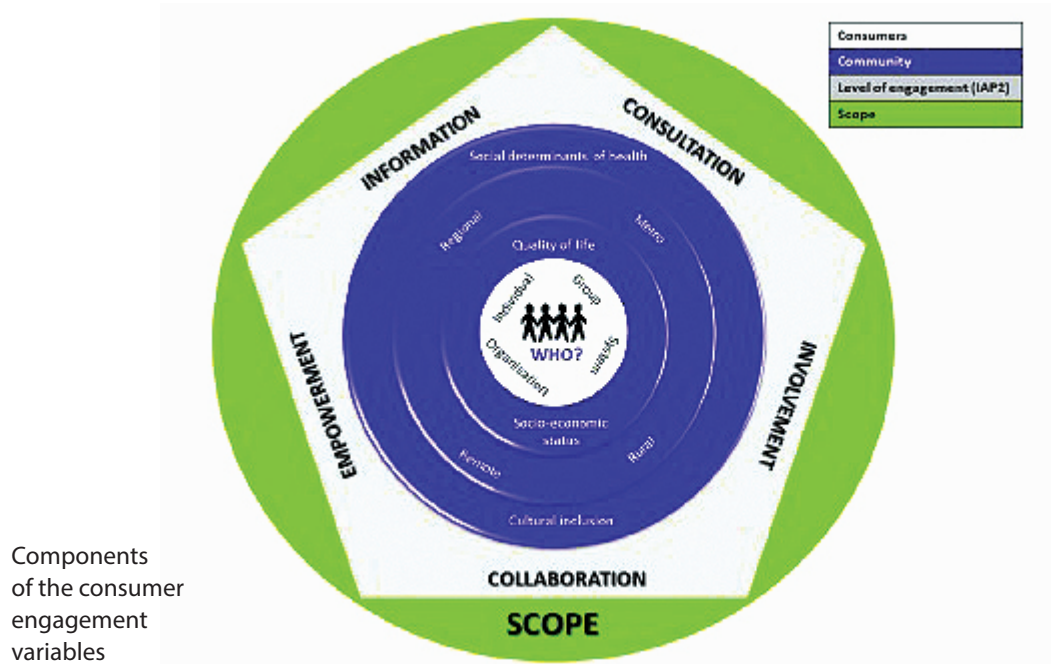 Consumers
Community
Level of engagement (IAP2)
Scope
INFORMATION
CONSULTATION
Social determinants of health
Regional
Metro
Quality of life
Individual
Group
WHO?
Organisation
System
EMPOWERMENT
INVOLVEMENT
Socio-economic
status
Remote
Rural
Cultural inclusion
COLLABORATION
SCOPE
Components
of the consumer
engagement
variables